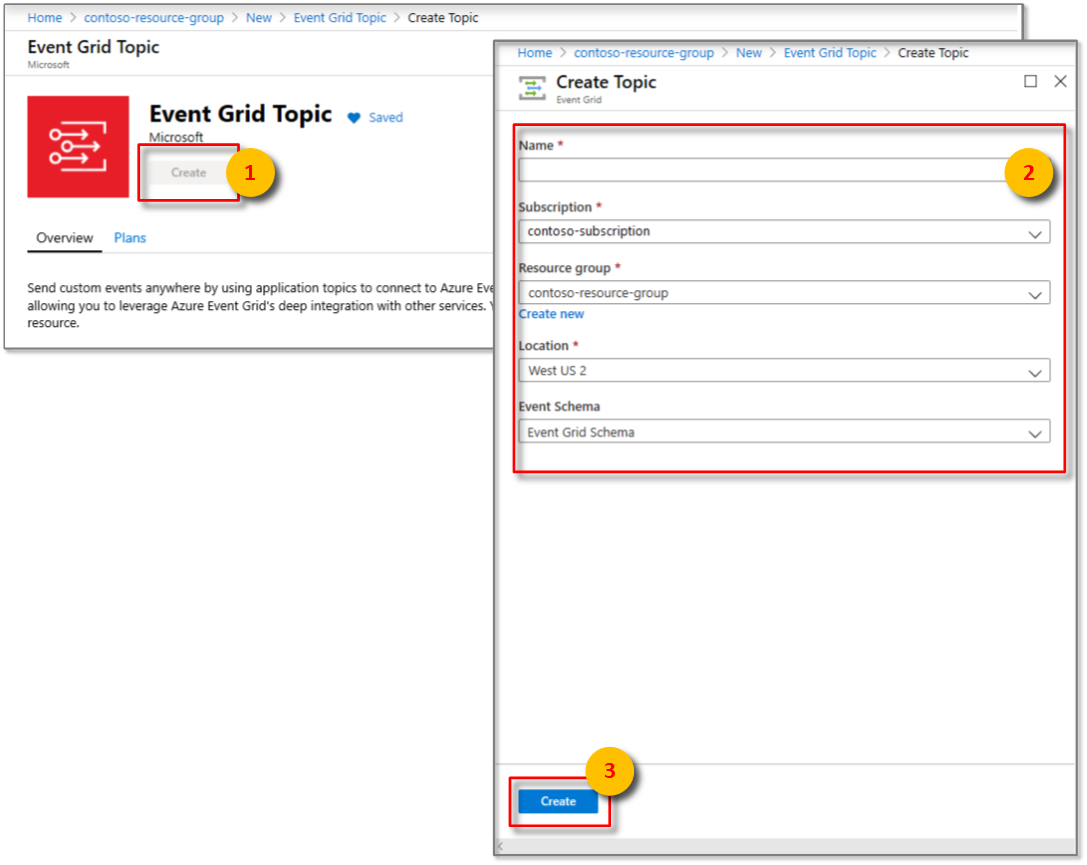 Home > contoso-resource-group > New > Event Grid Topic > Create Topic
Event Grid Topic
Microsoft
Event Grid Topic
Saved
Microsoft
Create
1
Overview
Plans
Send custom events anywhere by using application topics to connect to Azure Eve
allowing you to leverage Azure Event Grid's deep integration with other services. Y
resource.
Home > contoso-resource-group > New > Event Grid Topic > Create Topic
Create Topic
Event Grid
Name *
2
Subscription *
contoso-subscription
Resource group *
contoso-resource-group
Create new
Location *
West US 2
Event Schema
Event Grid Schema
3
Create